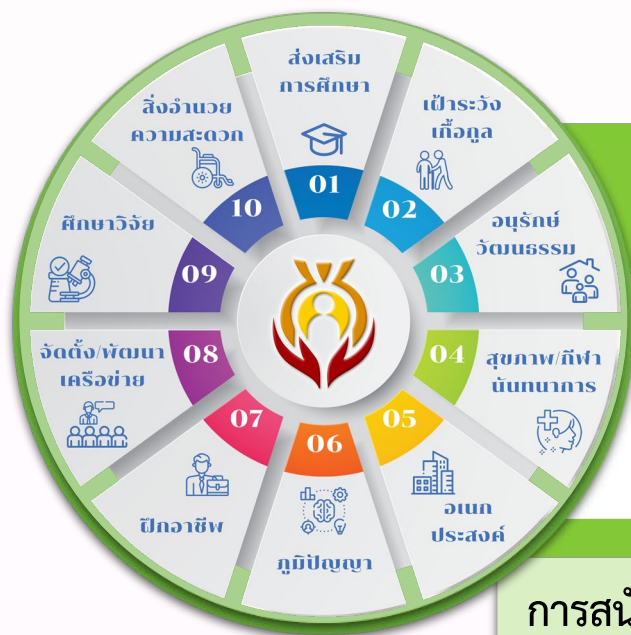 ส่งเสริม
การศึกษา
01
เฝ้าระวัง
เกื้อกูล
02
อนุรักษ์
วัฒนธรรม
03
สุขภาพ/กีฬา
นันทนาการ
04
อเนก
ประสงค์
05
ภูมิปัญญา
06
ฝึกอาชีพ
07
จัดตั้ง/พัฒนา
เครือข่าย
08
ศึกษาวิจัย
09
สิ่งอำนวย
ความสะดวก
10